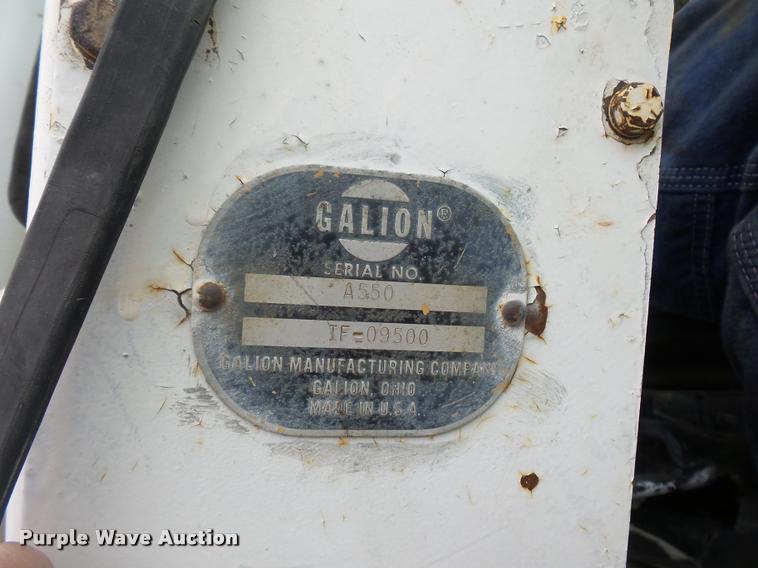 GALION®
SERIAL NO.
A550
IF-09500
GALION MANUFACTURING COMPANY
GALION, OHIO
MADE IN U.S.A.
Purple Wave Auction